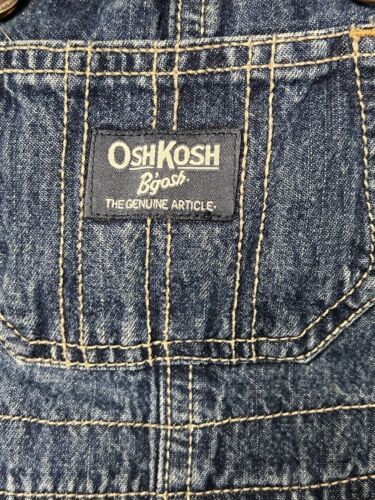 OSHKOSH
B'gosh.
THE GENUINE ARTICLE.